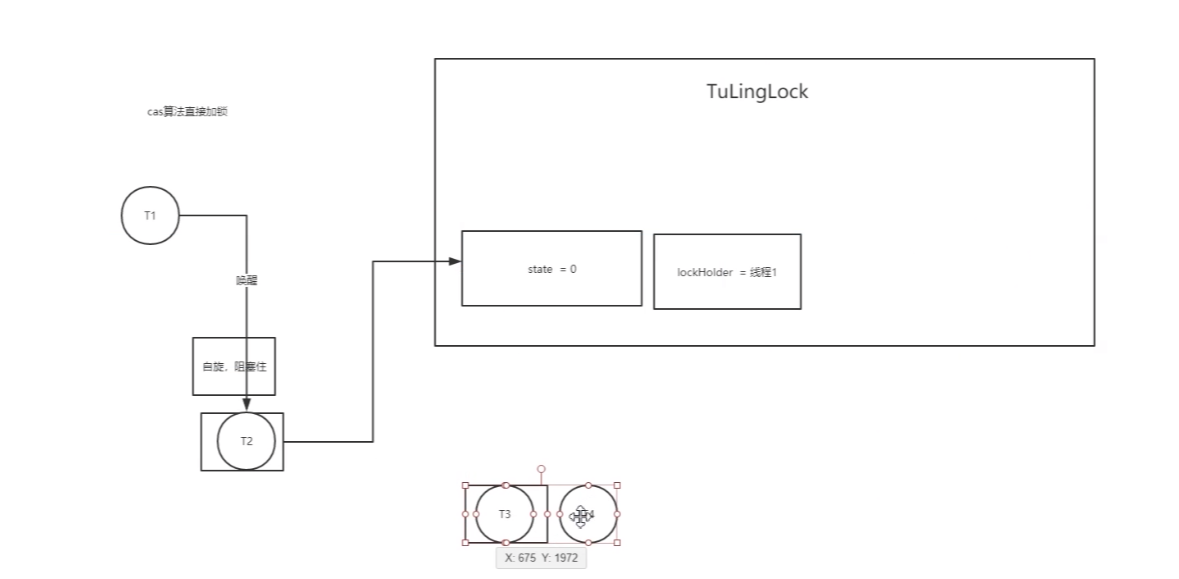 TuLingLock
cas算法直接加锁
T1
唤醒
state = 0
lockHolder = 线程1
自旋，阻塞住
T2
T3
X: 675 Y: 1972